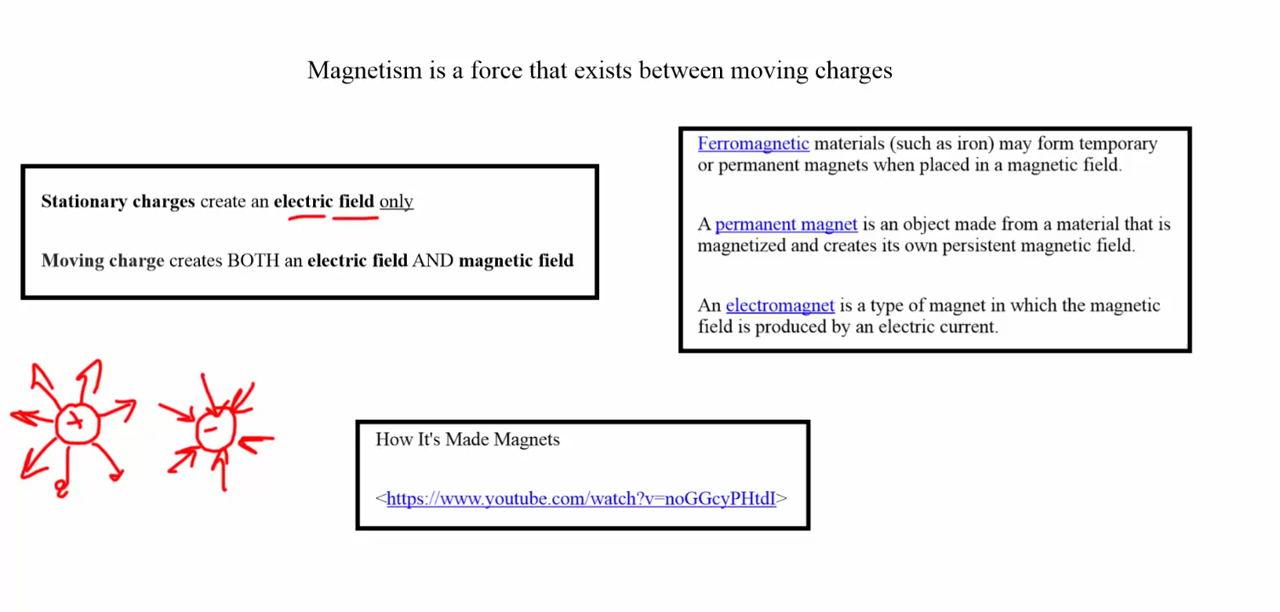 Magnetism is a force that exists between moving charges
Stationary charges create an electric field only
Moving charge creates BOTH an electric field AND magnetic field
Ferromagnetic materials (such as iron) may form temporary
or permanent magnets when placed in a magnetic field.
A permanent magnet is an object made from a material that is
magnetized and creates its own persistent magnetic field.
An electromagnet is a type of magnet in which the magnetic
field is produced by an electric current.
+
-
How It's Made Magnets
<https://www.youtube.com/watch?v=noGGcyPHtdI>